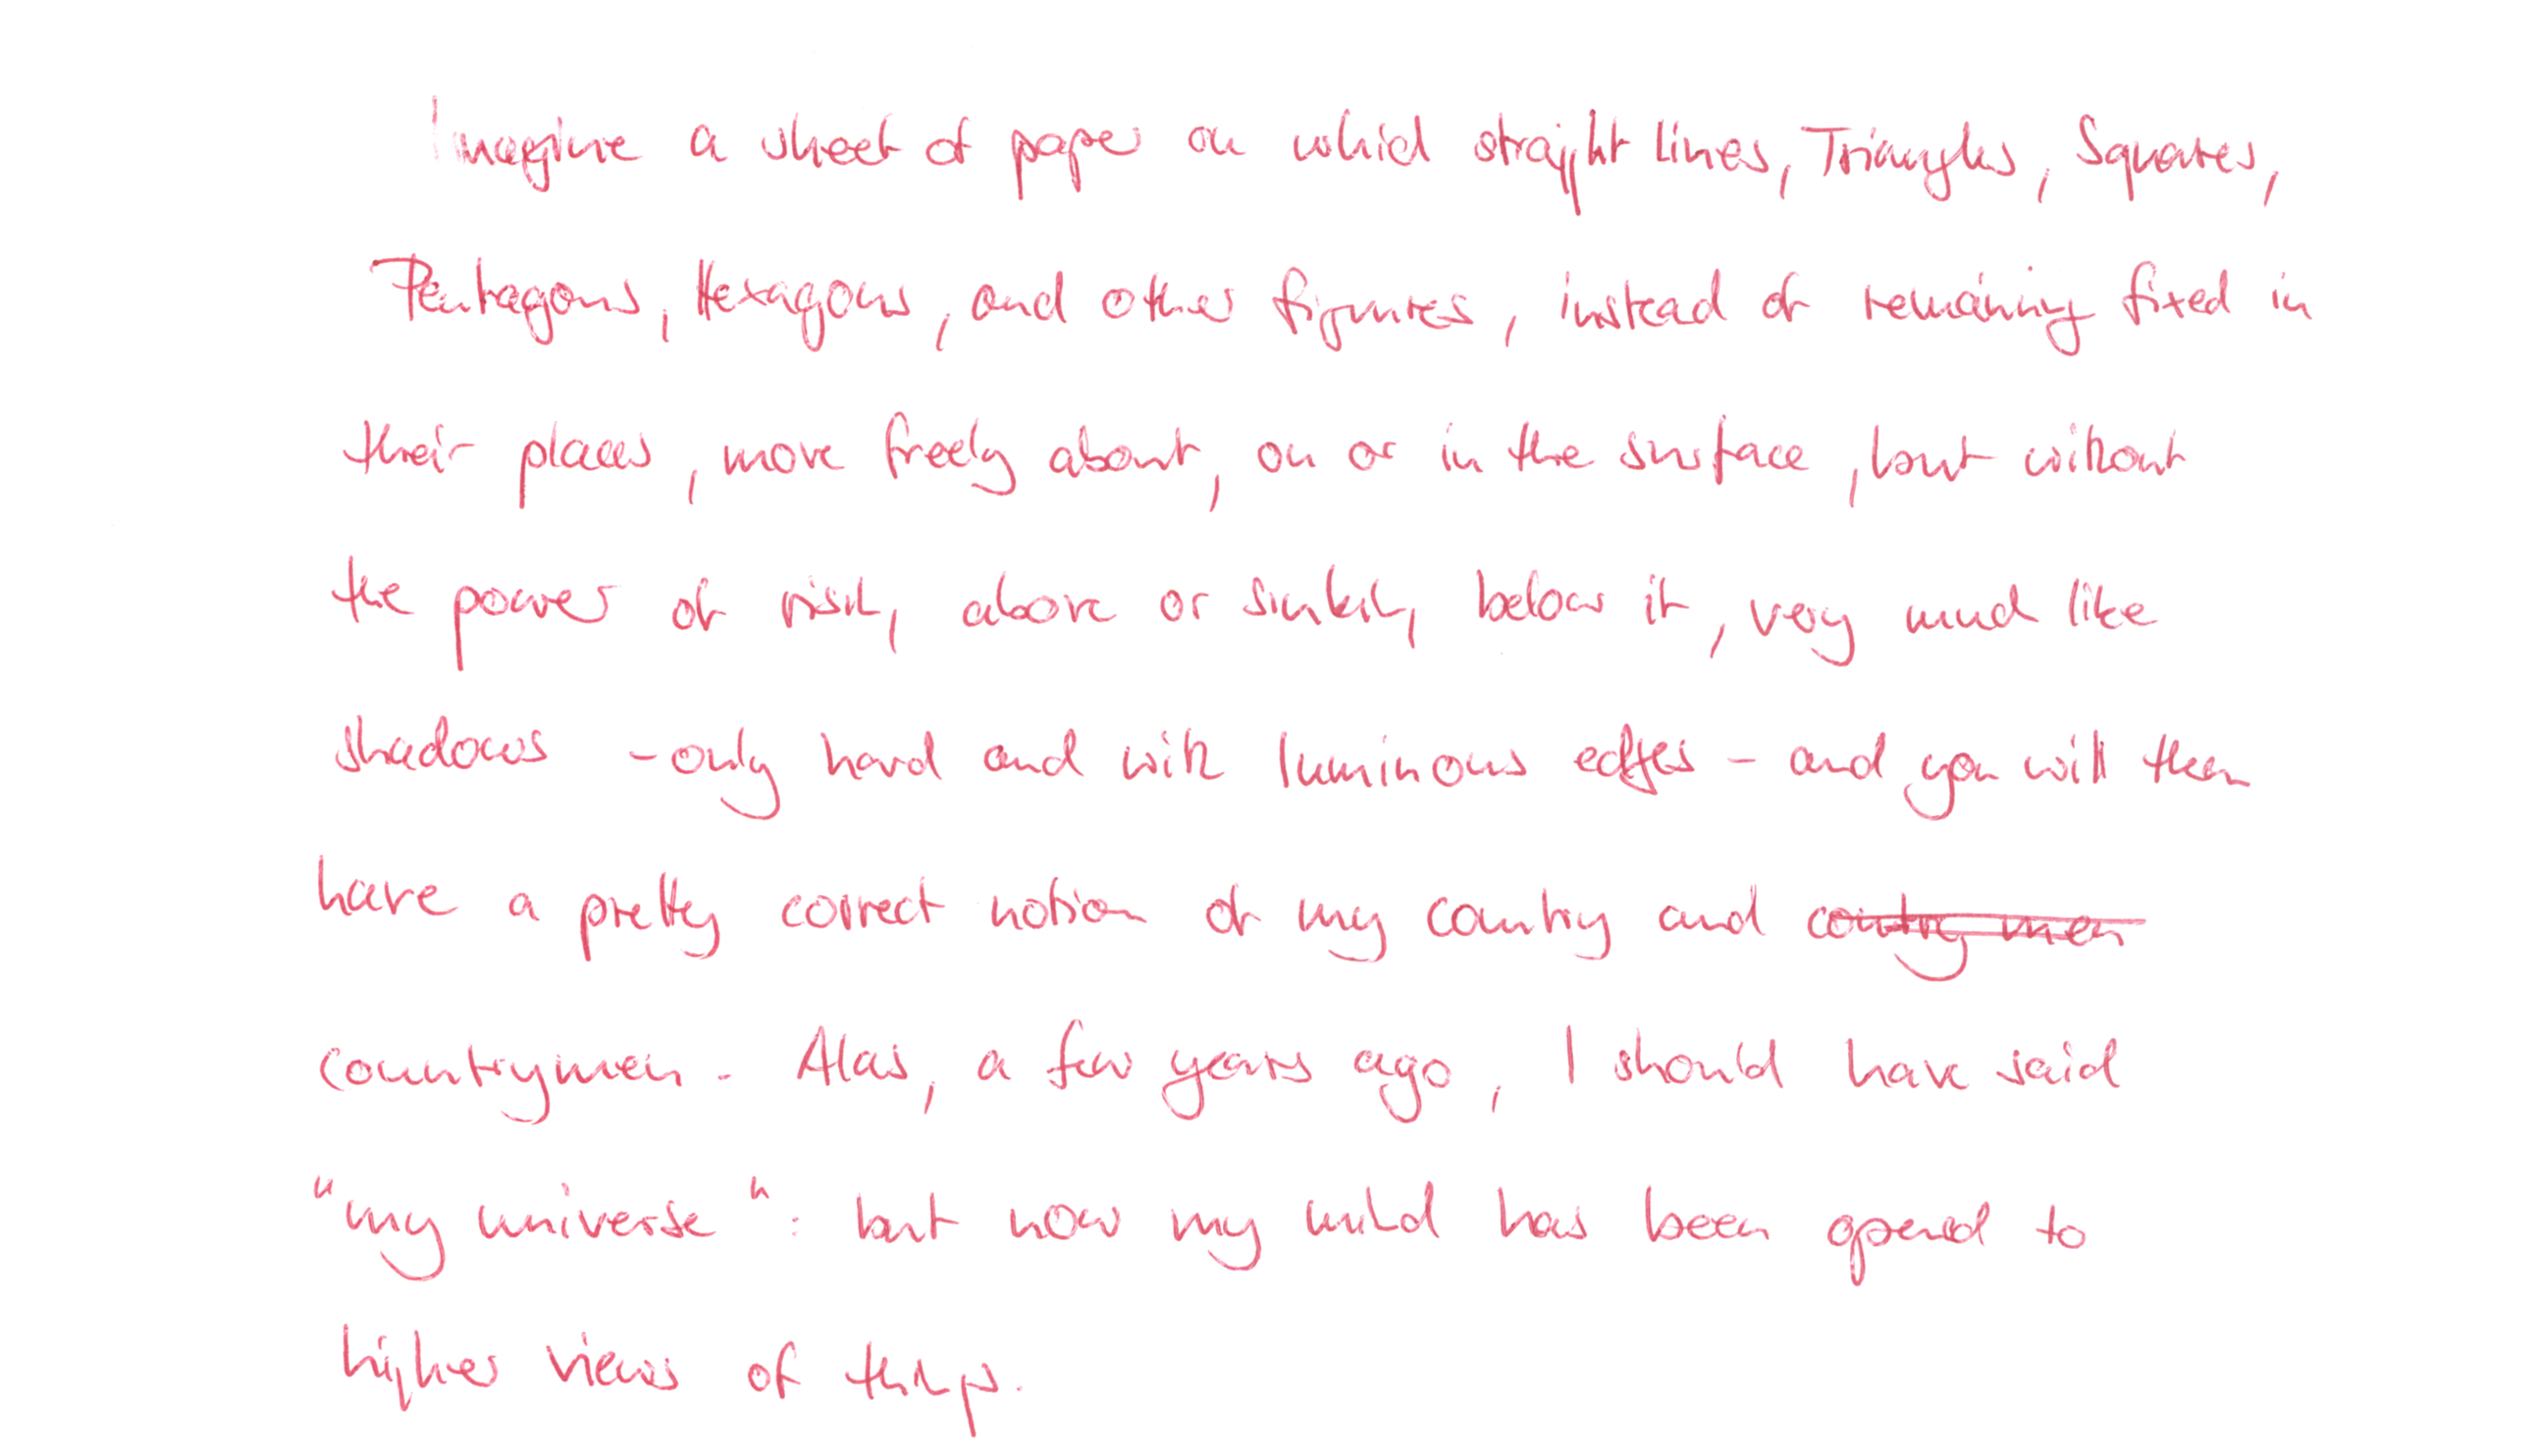 Imagine a sheet of paper on which straight lines, Triangles, Squares,
Pentagons, Hexagons, and other figures, instead of remaining fixed in
their places, move freely about, on or in the surface, but without
the power of rising above or sinking below it, very much like
shadows - only hard and with luminous edges - and you will then
have a pretty correct notion of my country and country men
countrymen. Alas, a few years ago, I should have said
"my universe": but now my mind has been opened to
higher views of things.